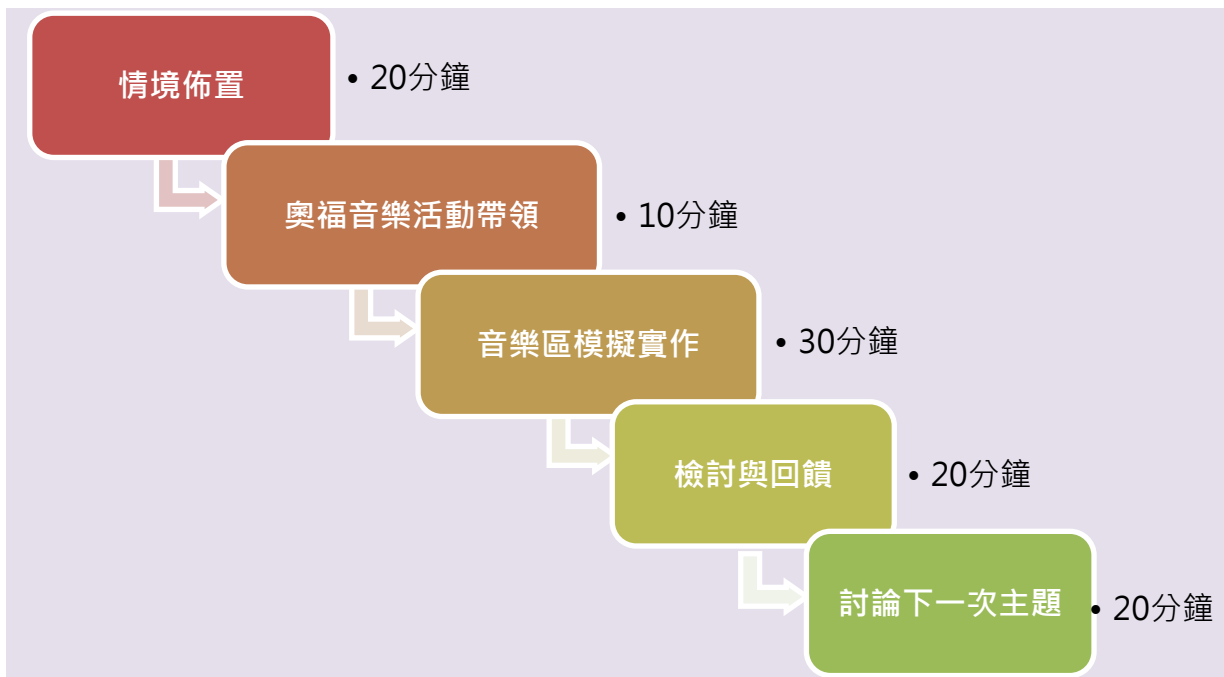 情境佈置
• 20分鐘
奧福音樂活動帶領
• 10分鐘
音樂區模擬實作
• 30分鐘
檢討與回饋
• 20分鐘
討論下一次主題
• 20分鐘